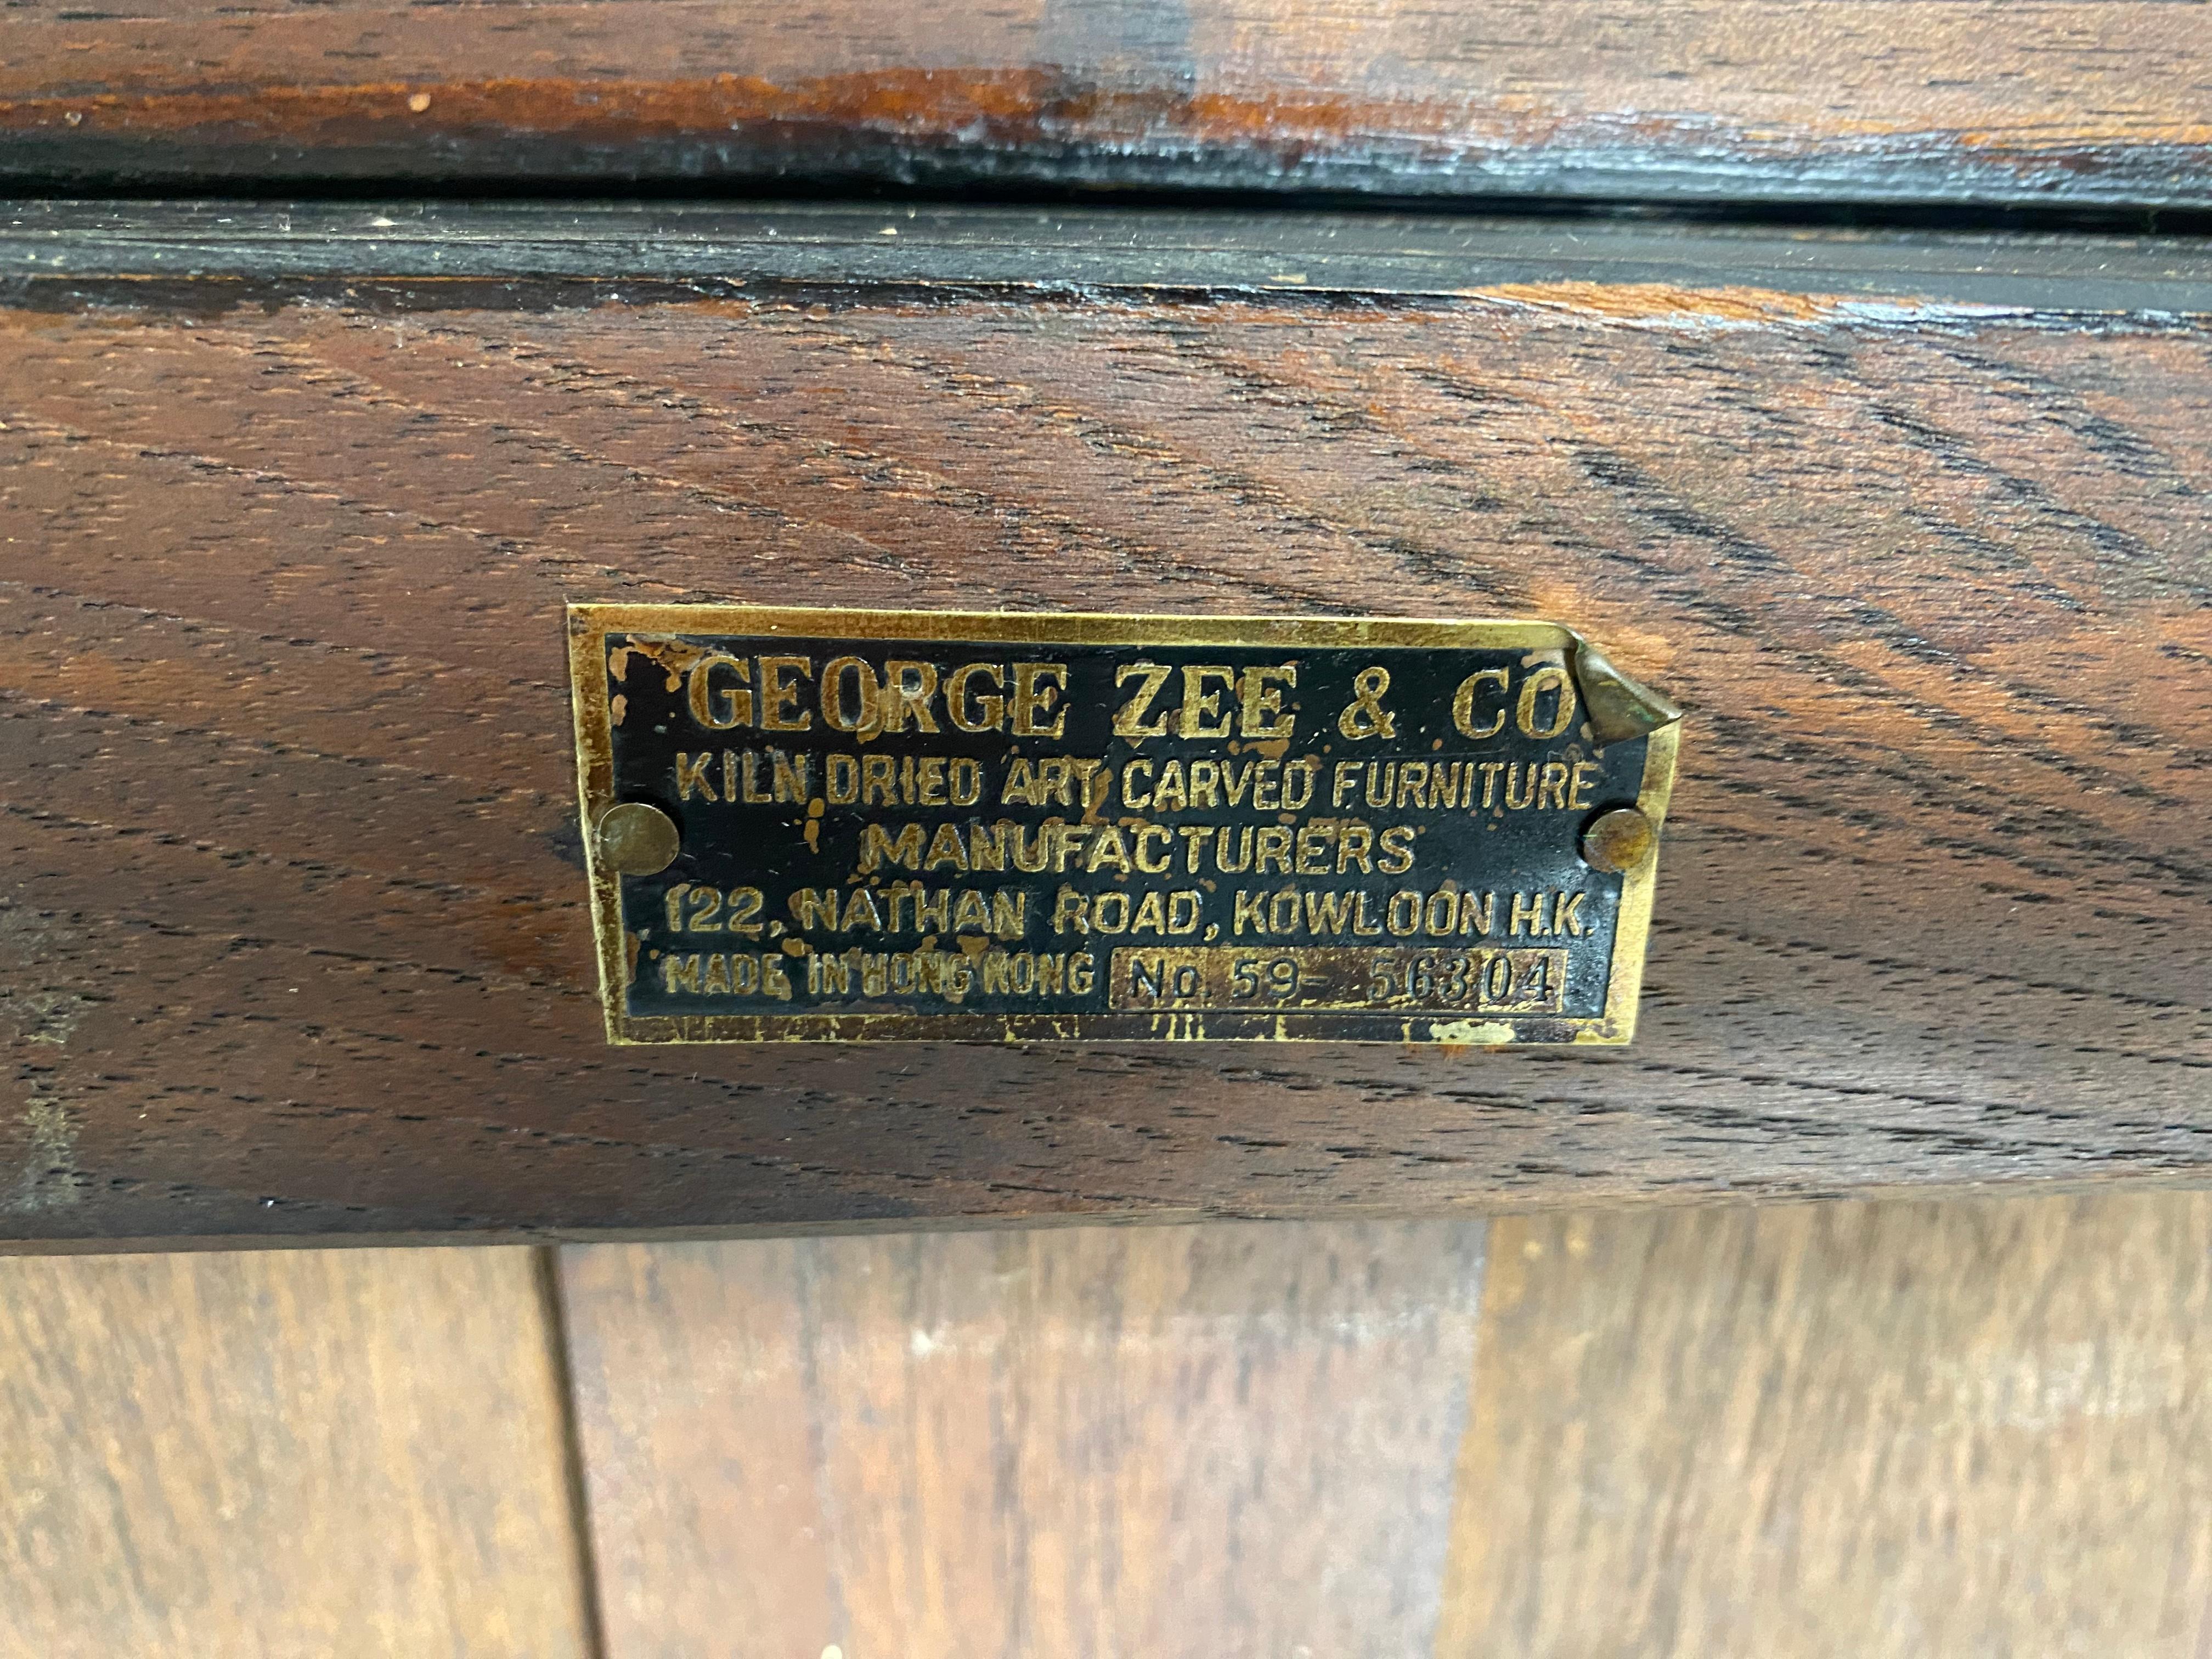 GEORGE ZEE & CO
KILN DRIED ART CARVED FURNITURE
MANUFACTURERS
122, NATHAN ROAD, KOWLOON H.K.
MADE IN HONG KONG No. 59- 56304